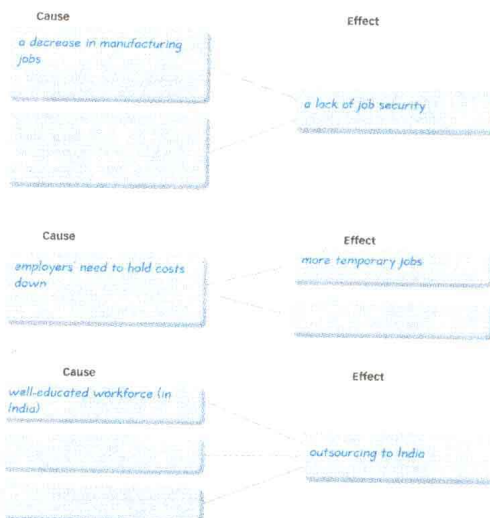 Cause
Effect
a decrease in manufacturing
jobs
a lack of job security
Cause
Effect
employers' need to hold costs
down
more temporary jobs
Cause
Effect
well-educated workforce (in
India)
outsourcing to India